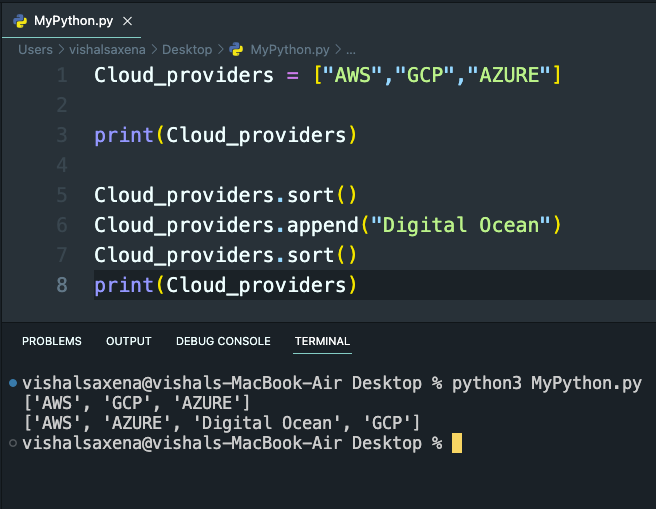 MyPython.py ×
Users > vishalsaxena > Desktop > MyPython.py > ...
1 Cloud_providers = ["AWS","GCP","AZURE"]
2
3 print(Cloud_providers)
4
5 Cloud_providers.sort()
6 Cloud_providers.append("Digital Ocean")
7 Cloud_providers.sort()
8 print(Cloud_providers)
PROBLEMS OUTPUT DEBUG CONSOLE TERMINAL
vishalsaxena@vishals-MacBook-Air Desktop % python3 MyPython.py
['AWS', 'GCP', 'AZURE']
['AWS', 'AZURE', 'Digital Ocean', 'GCP']
vishalsaxena@vishals-MacBook-Air Desktop %